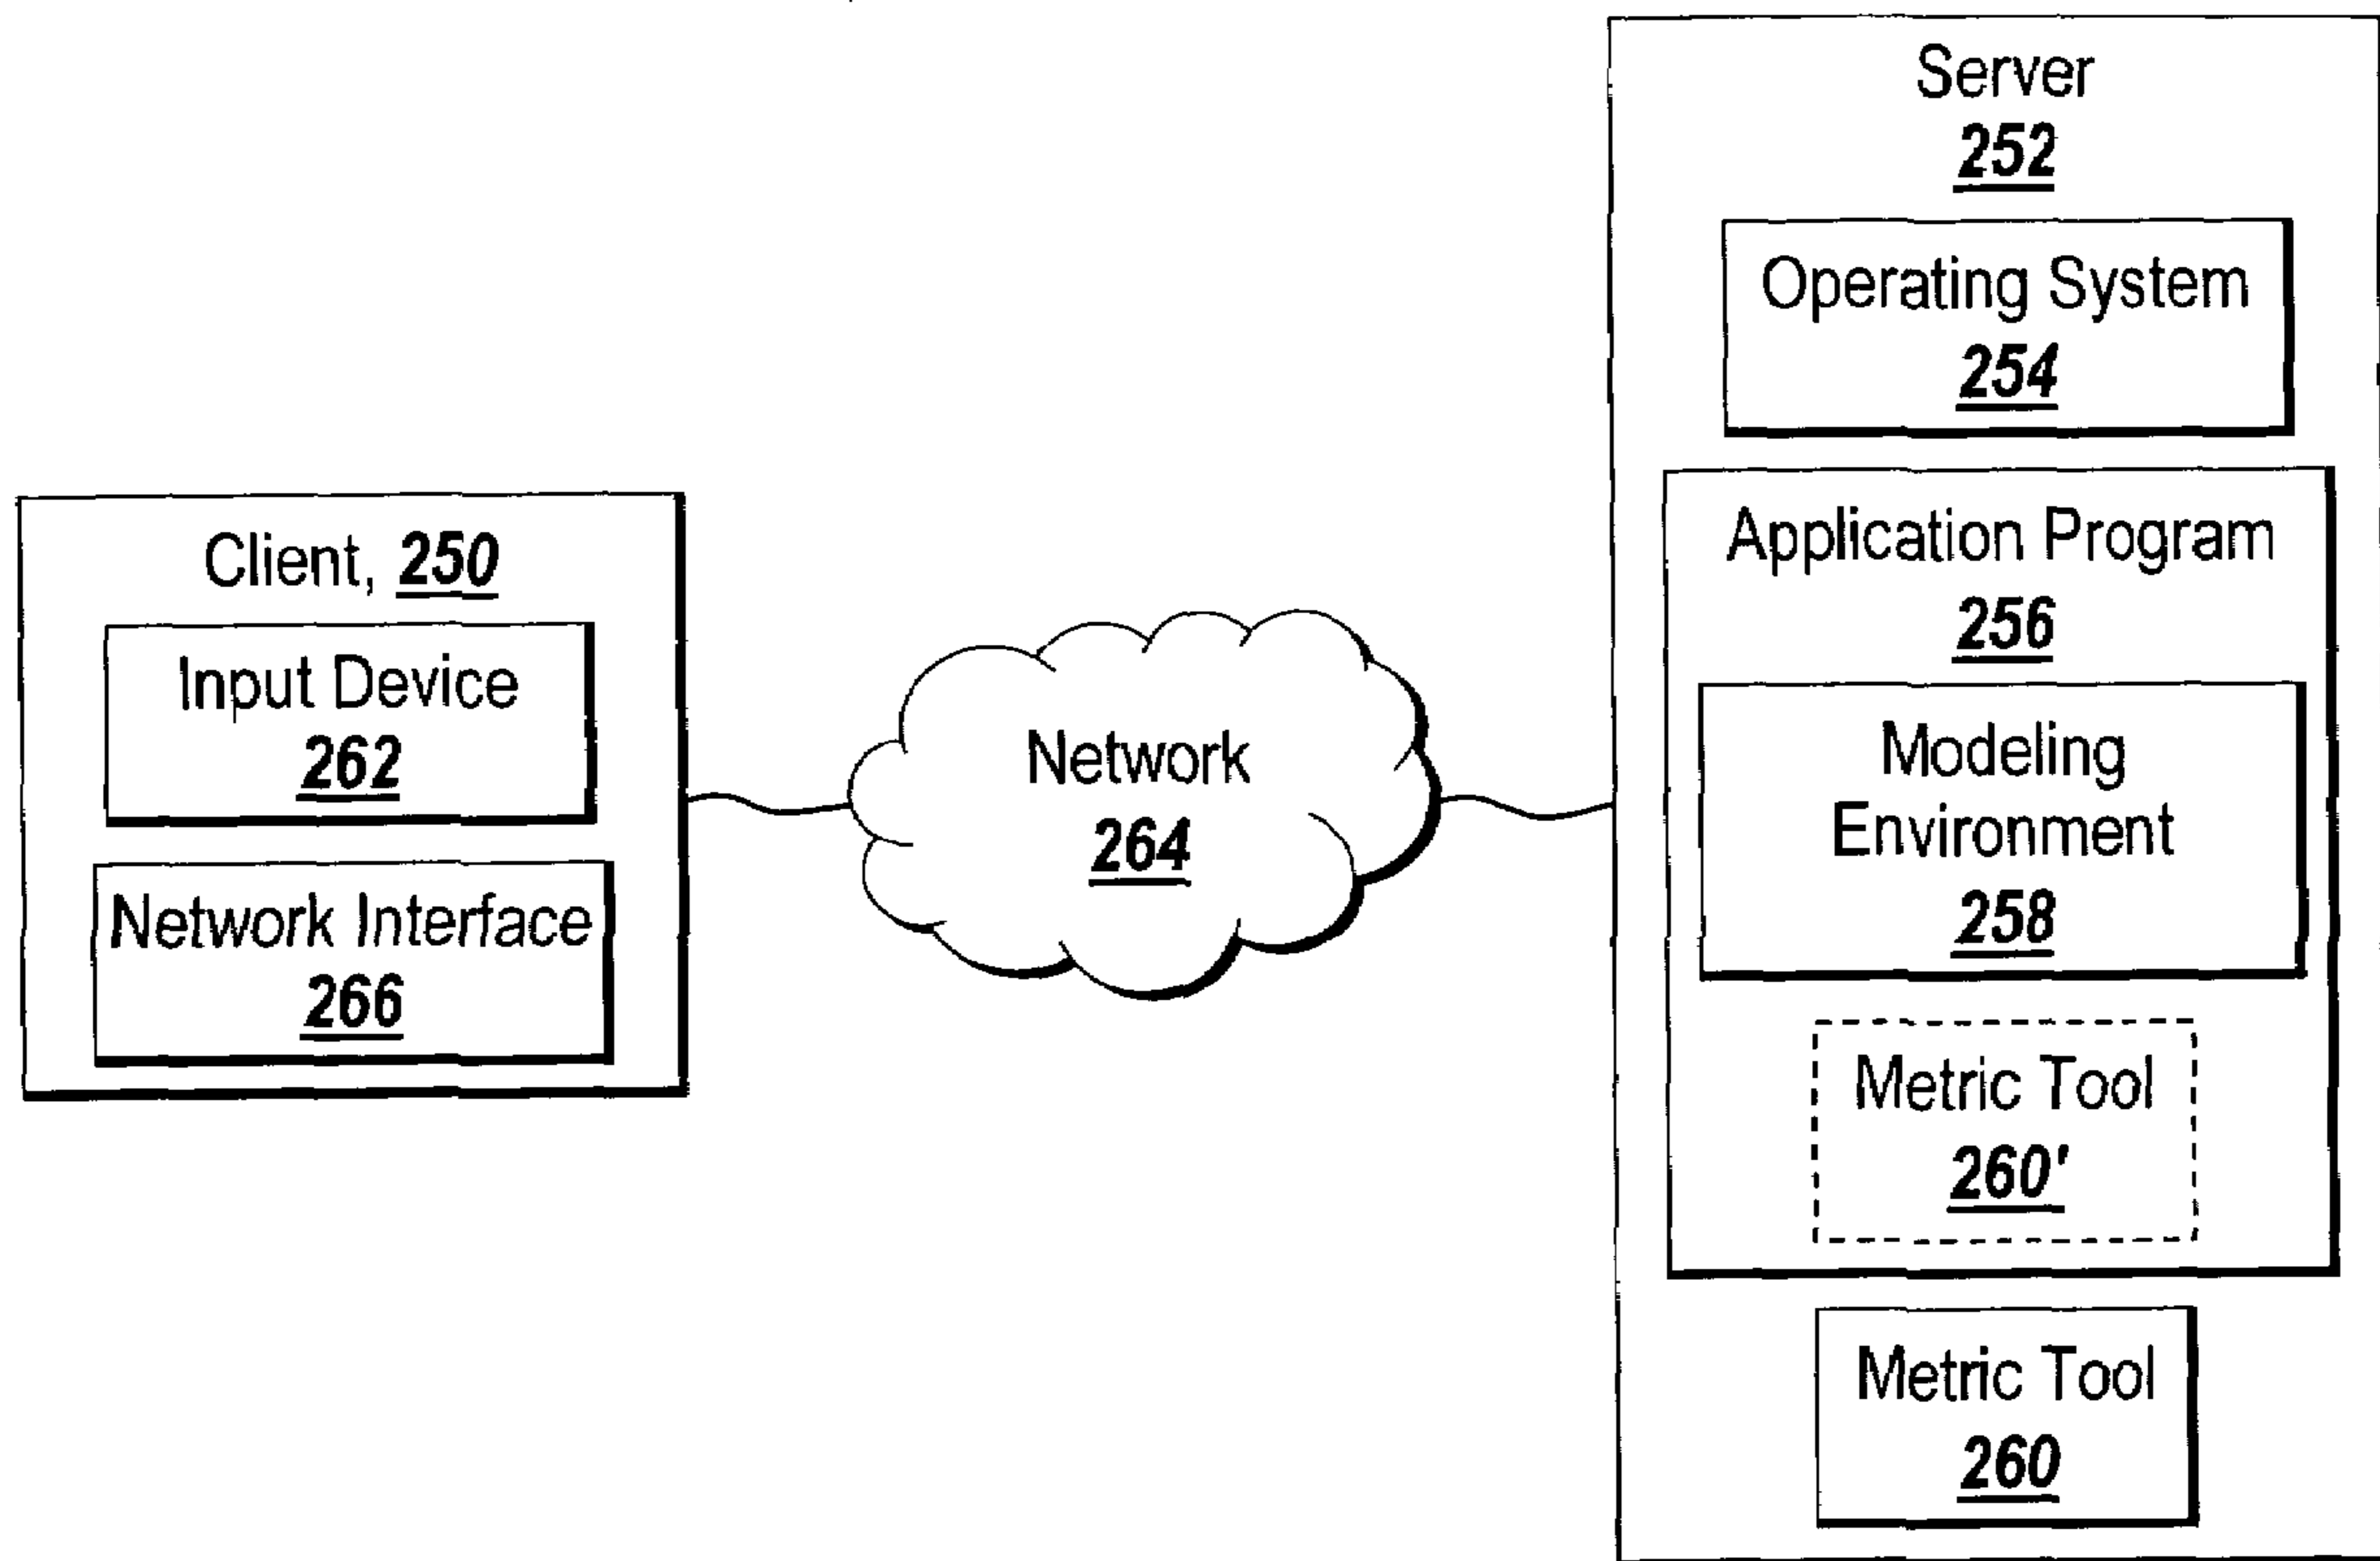 Client, 250
Input Device
262
Network Interface
266
Network
264
Server
252
Operating System
254
Application Program
256
Modeling
Environment
258
Metric Tool
260'
Metric Tool
260